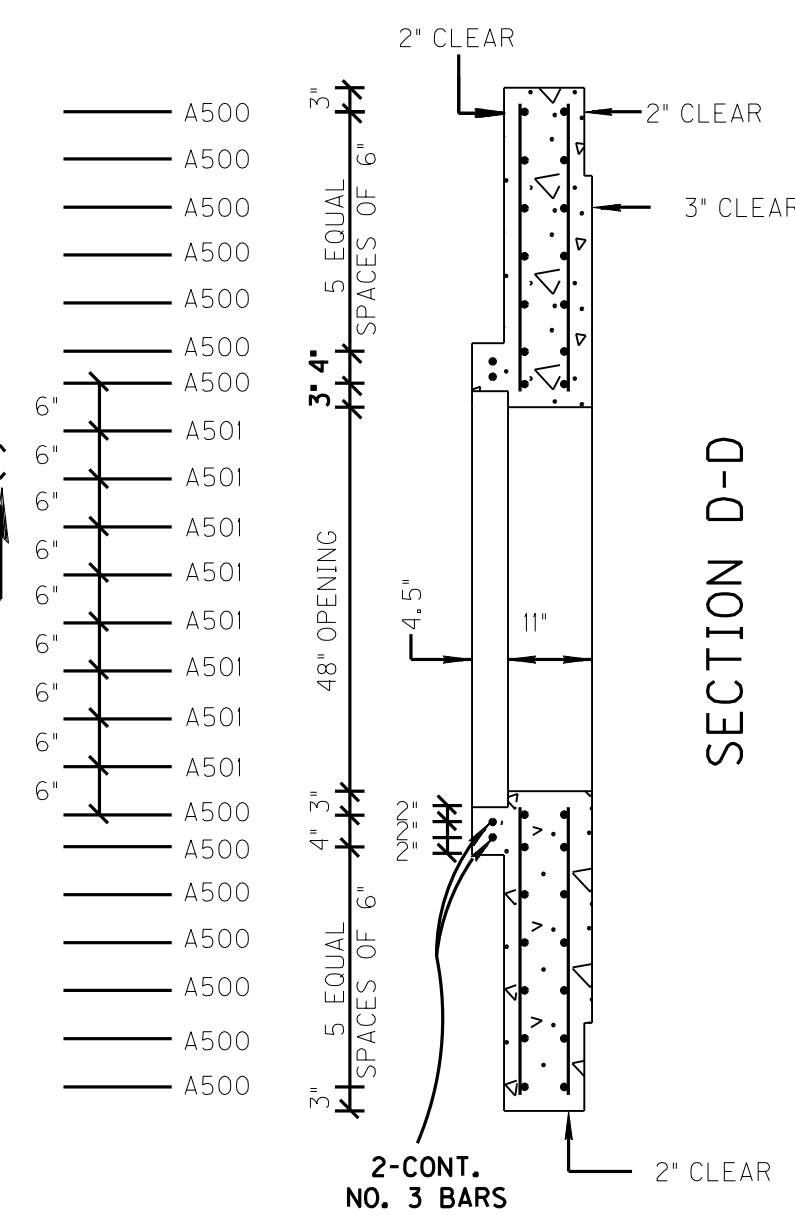 A500
A500
A500
A500
A500
A500
A500
A501
A501
A501
A501
A501
A501
A501
A501
A500
A500
A500
A500
A500
A500
A500
6"
6"
6"
6"
6"
6"
6"
6"
6"
3"
5 EQUAL
SPACES OF 6"
3" 4"
48" OPENING
4" 3"
5 EQUAL
SPACES OF 6"
3"
2" CLEAR
2" CLEAR
3" CLEAR
4.5"
11"
2"
2"
2"
2-CONT.
NO. 3 BARS
2" CLEAR
SECTION D-D